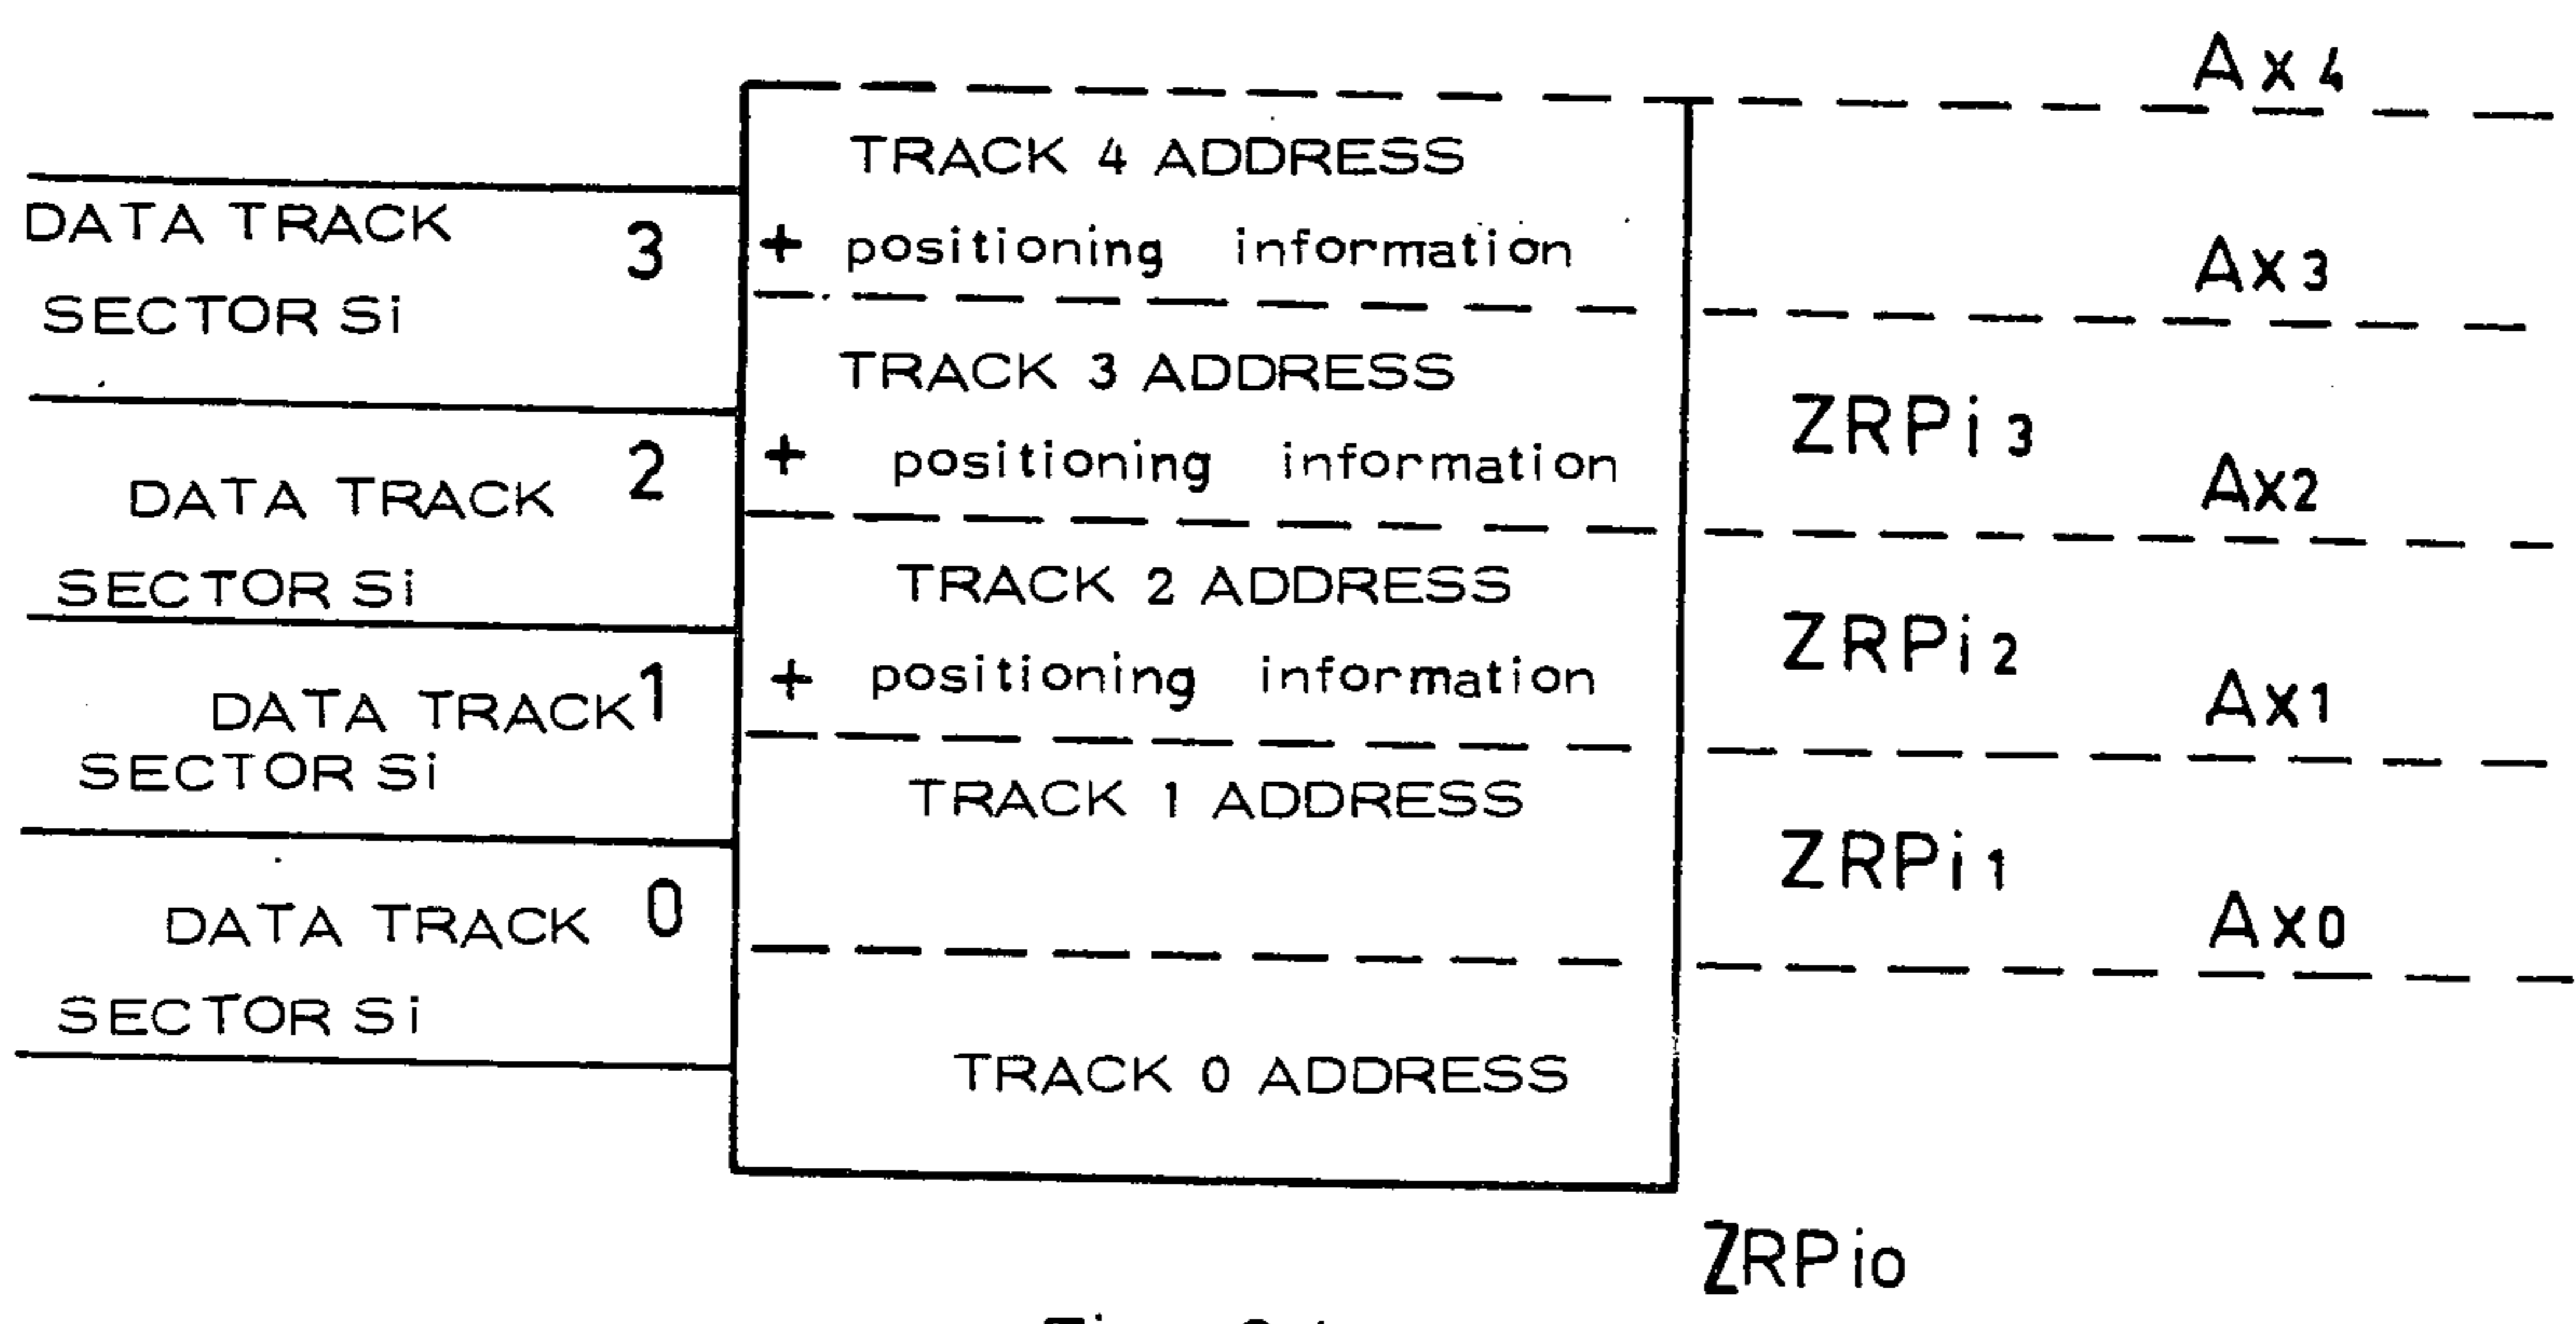 Ax4
TRACK 4 ADDRESS
DATA TRACK 3
SECTOR Si
+ positioning information
Ax3
TRACK 3 ADDRESS
ZRPi3
DATA TRACK 2
SECTOR Si
+ positioning information
Ax2
TRACK 2 ADDRESS
ZRPi2
DATA TRACK 1
SECTOR Si
+ positioning information
Ax1
TRACK 1 ADDRESS
ZRPi1
DATA TRACK 0
SECTOR Si
Ax0
TRACK 0 ADDRESS
ZRPi0